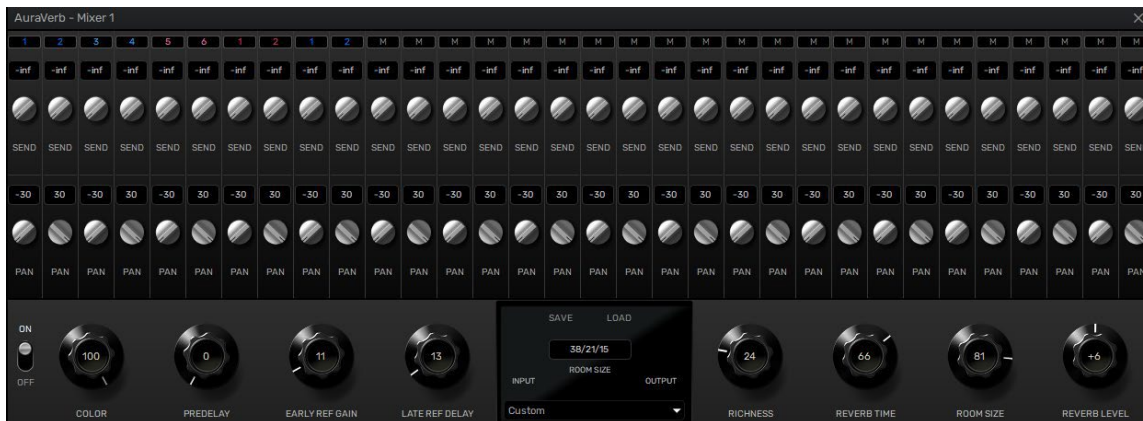 AuraVerb - Mixer 1
1 2 3 4 5 6 1 2 1 2 M M M M M M M M M M M M M M M M M M M M M M
-inf -inf -inf -inf -inf -inf -inf -inf -inf -inf -inf -inf -inf -inf -inf -inf -inf -inf -inf -inf -inf -inf -inf -inf -inf -inf -inf -inf -inf -inf -inf -inf
SEND SEND SEND SEND SEND SEND SEND SEND SEND SEND SEND SEND SEND SEND SEND SEND SEND SEND SEND SEND SEND SEND SEND SEND SEND SEND SEND SEND SEND SEND SEND SEN
-30 30 -30 30 -30 30 -30 30 -30 30 -30 30 -30 30 -30 30 -30 30 -30 30 -30 30 -30 30 -30 30 -30 30 -30 30 -30 30
PAN PAN PAN PAN PAN PAN PAN PAN PAN PAN PAN PAN PAN PAN PAN PAN PAN PAN PAN PAN PAN PAN PAN PAN PAN PAN PAN PAN PAN PAN PAN PAN
ON
OFF
100
COLOR
0
PREDELAY
11
EARLY REF GAIN
13
LATE REF DELAY
SAVE LOAD
38/21/15
ROOM SIZE
INPUT OUTPUT
Custom
24
RICHNESS
66
REVERB TIME
81
ROOM SIZE
+6
REVERB LEVEL